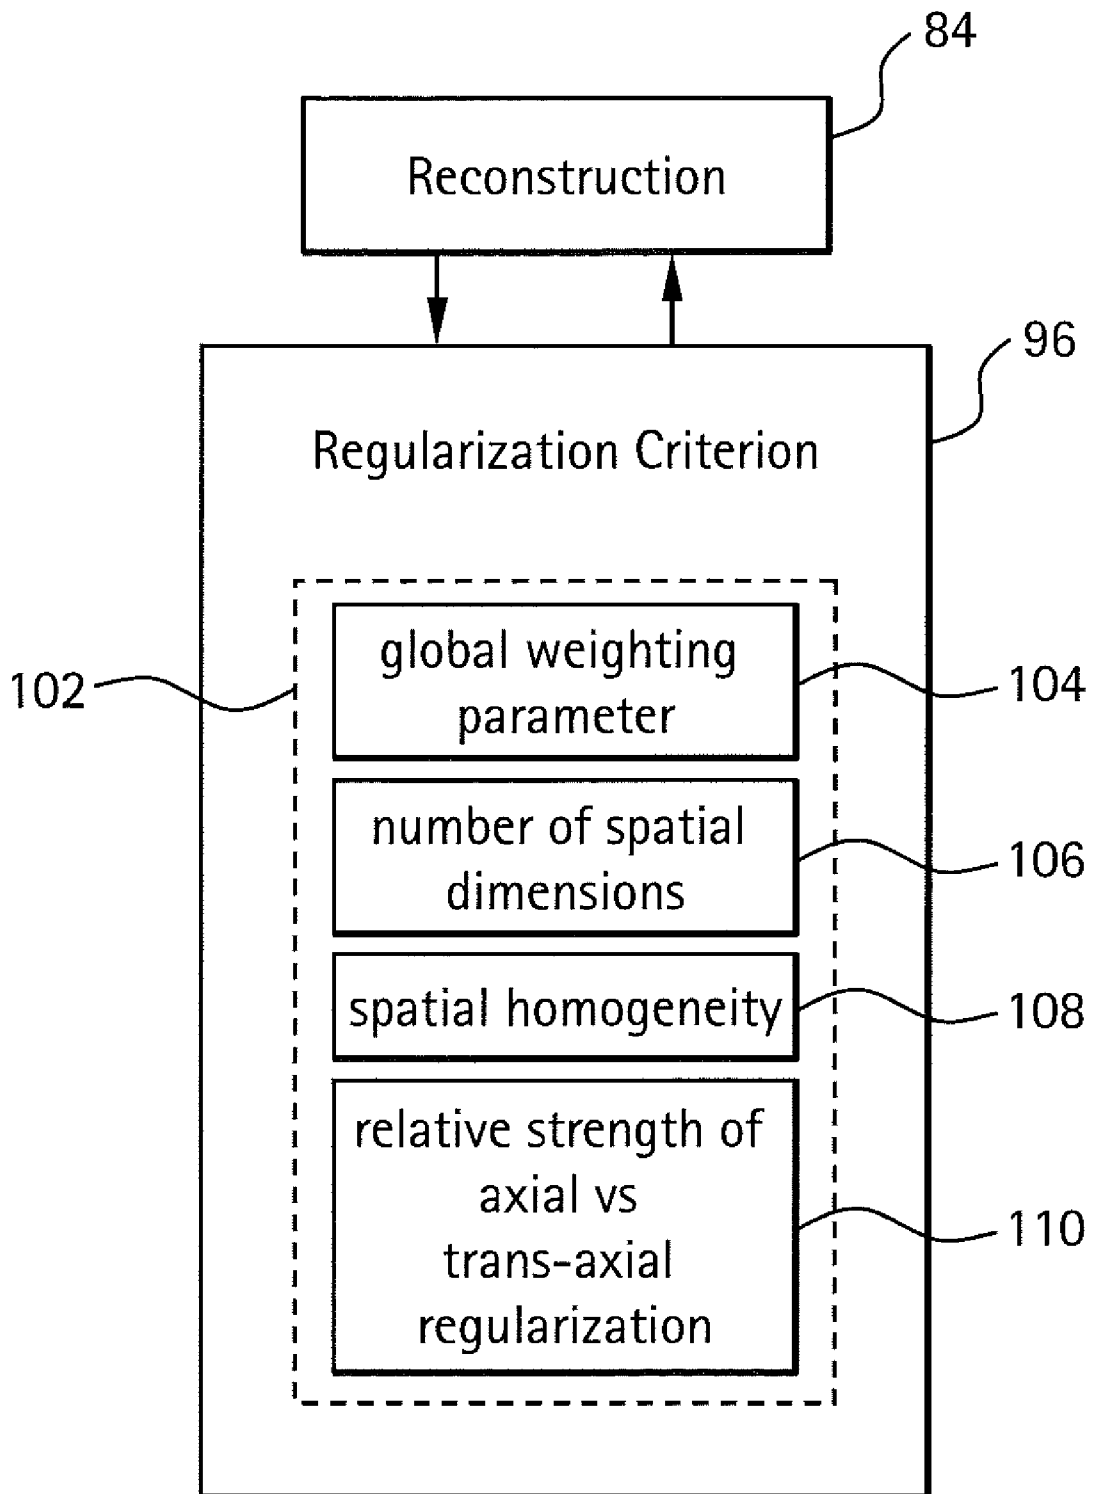 84
Reconstruction
96
Regularization Criterion
global weighting
parameter
102
104
number of spatial
dimensions
106
spatial homogeneity
108
relative strength of
axial vs
trans-axial
regularization
110